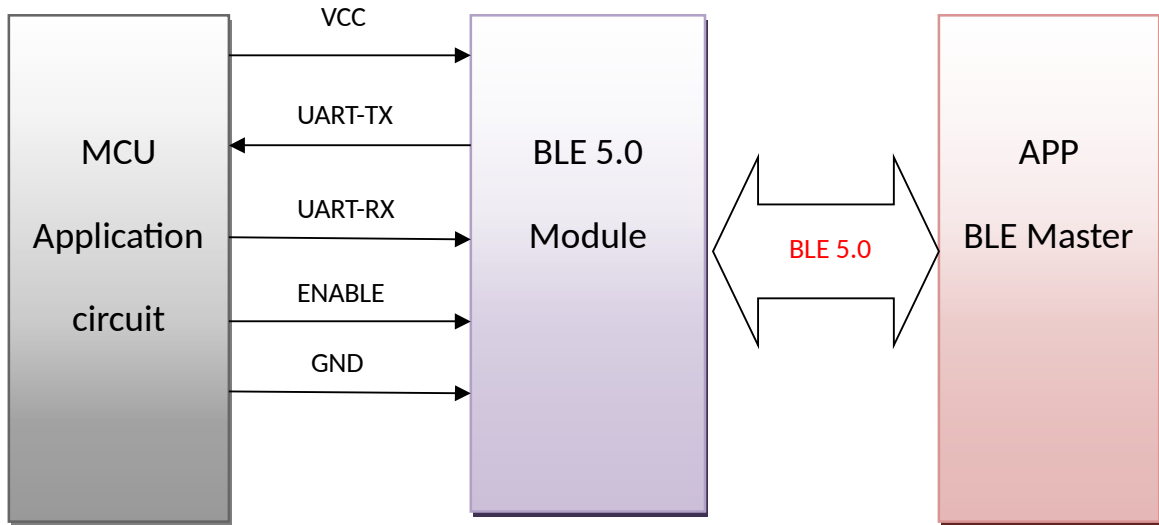 VCC
UART-TX
MCU
Application
circuit
UART-RX
ENABLE
GND
BLE 5.0
Module
BLE 5.0
APP
BLE Master